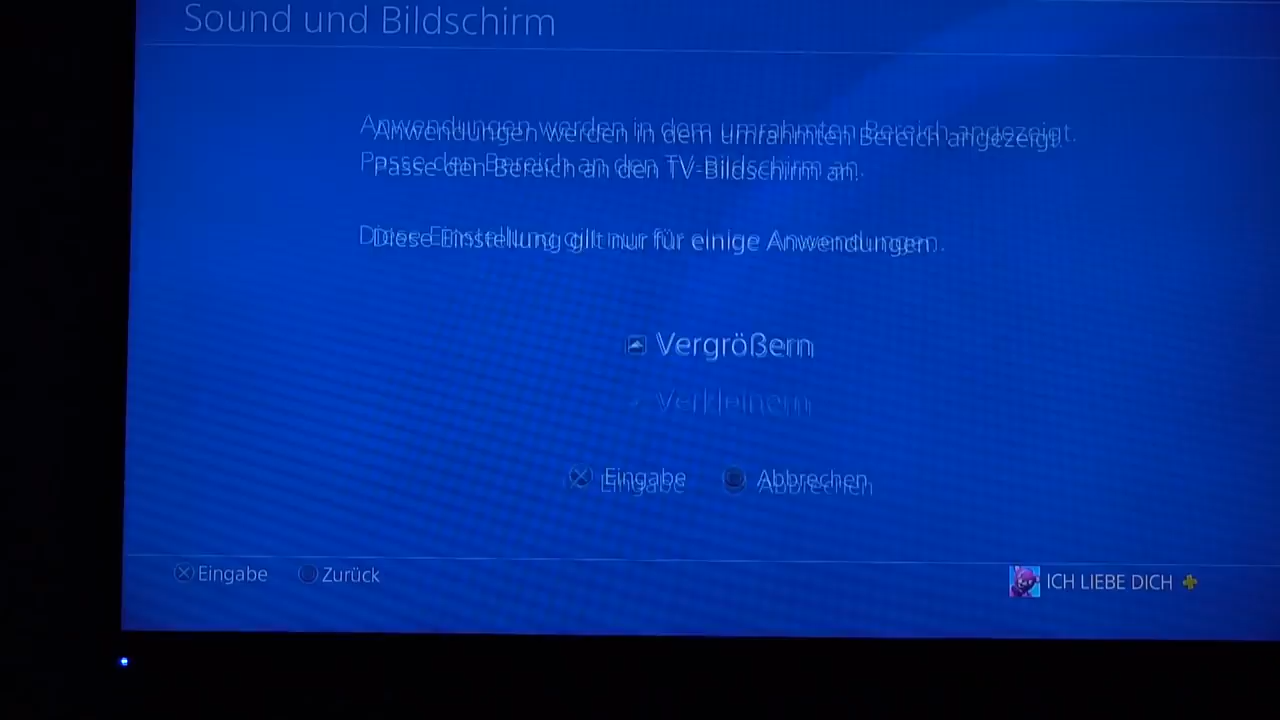 Sound und Bildschirm
Anwendungen werden in dem umrahmten Bereich angezeigt.
Passe den Bereich an den TV-Bildschirm an.
Diese Einstellung gilt nur für einige Anwendungen.
Vergrößern
Verkleinern
Eingabe Abbrechen
Eingabe Zurück
ICH LIEBE DICH